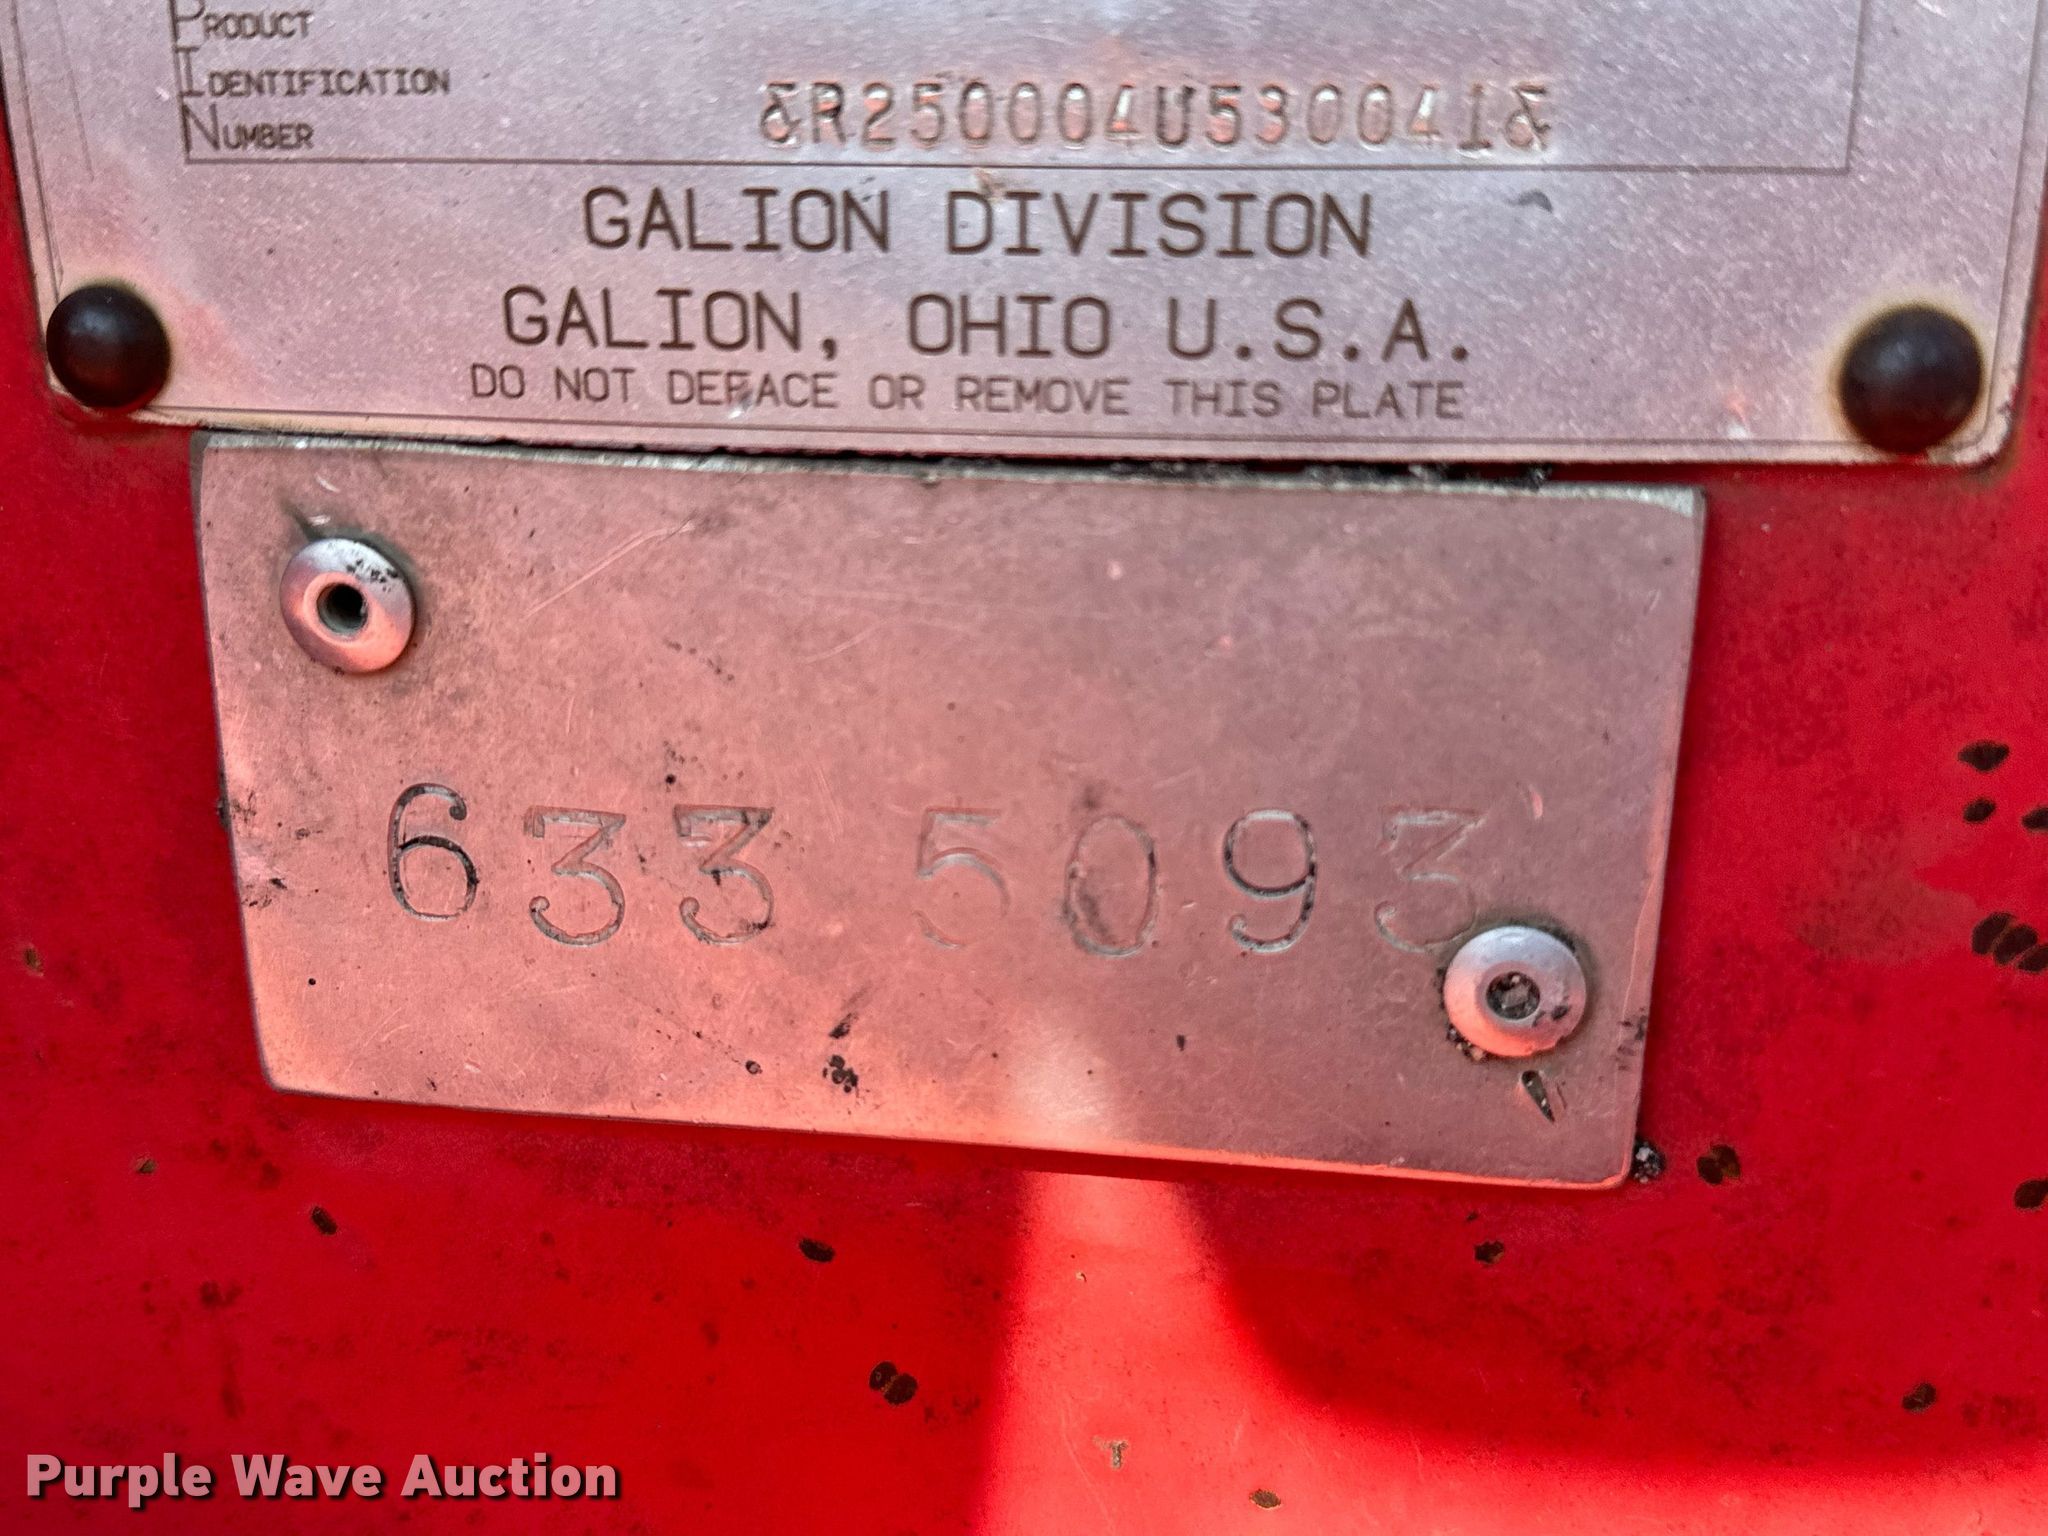 PRODUCT
IDENTIFICATION
NUMBER
&R250004U530041&
GALION DIVISION
GALION, OHIO U.S.A.
DO NOT DEFACE OR REMOVE THIS PLATE
633 5093
Purple Wave Auction